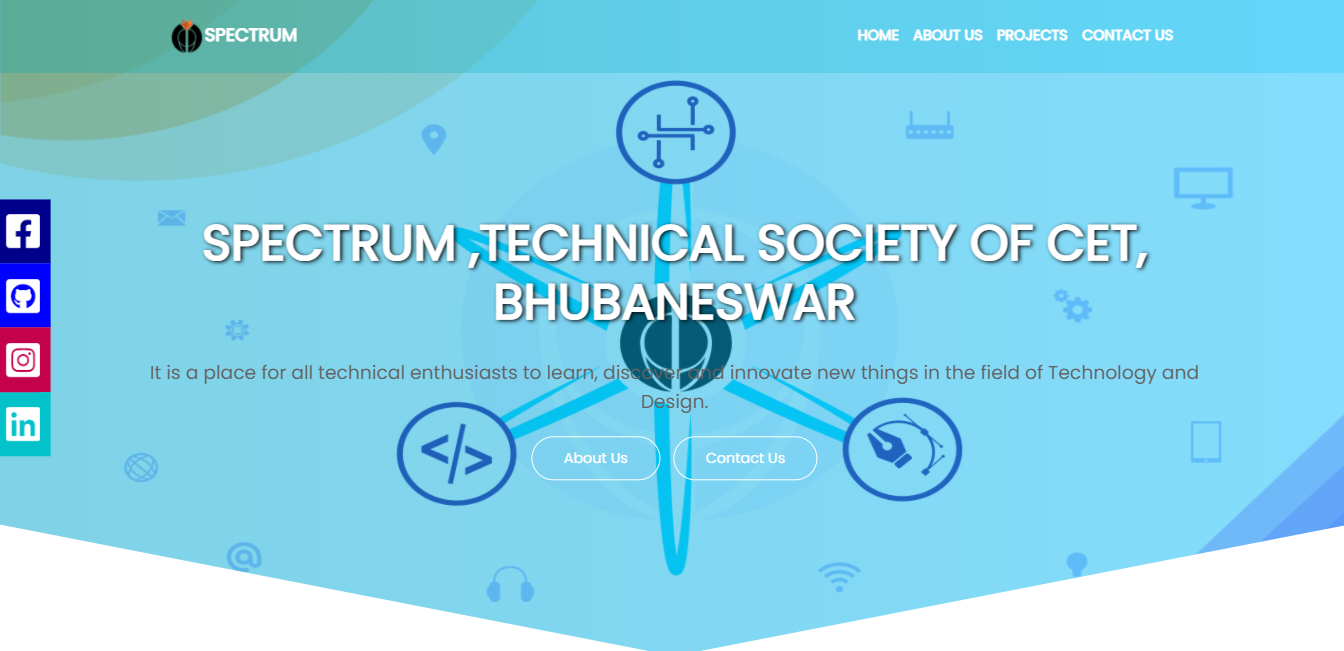 SPECTRUM
HOME ABOUT US PROJECTS CONTACT US
SPECTRUM ,TECHNICAL SOCIETY OF CET,
BHUBANESWAR
It is a place for all technical enthusiasts to learn, discover and innovate new things in the field of Technology and
Design.
About Us Contact Us